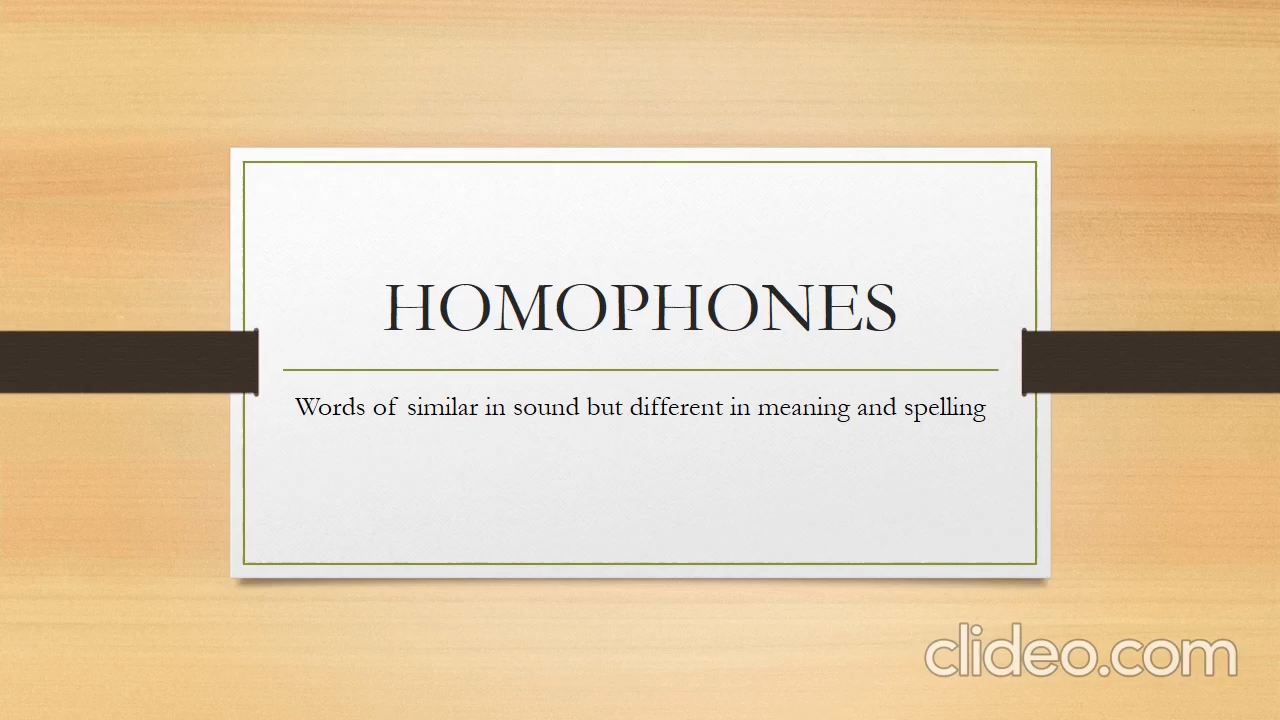 HOMOPHONES
Words of similar in sound but different in meaning and spelling
clideo.com